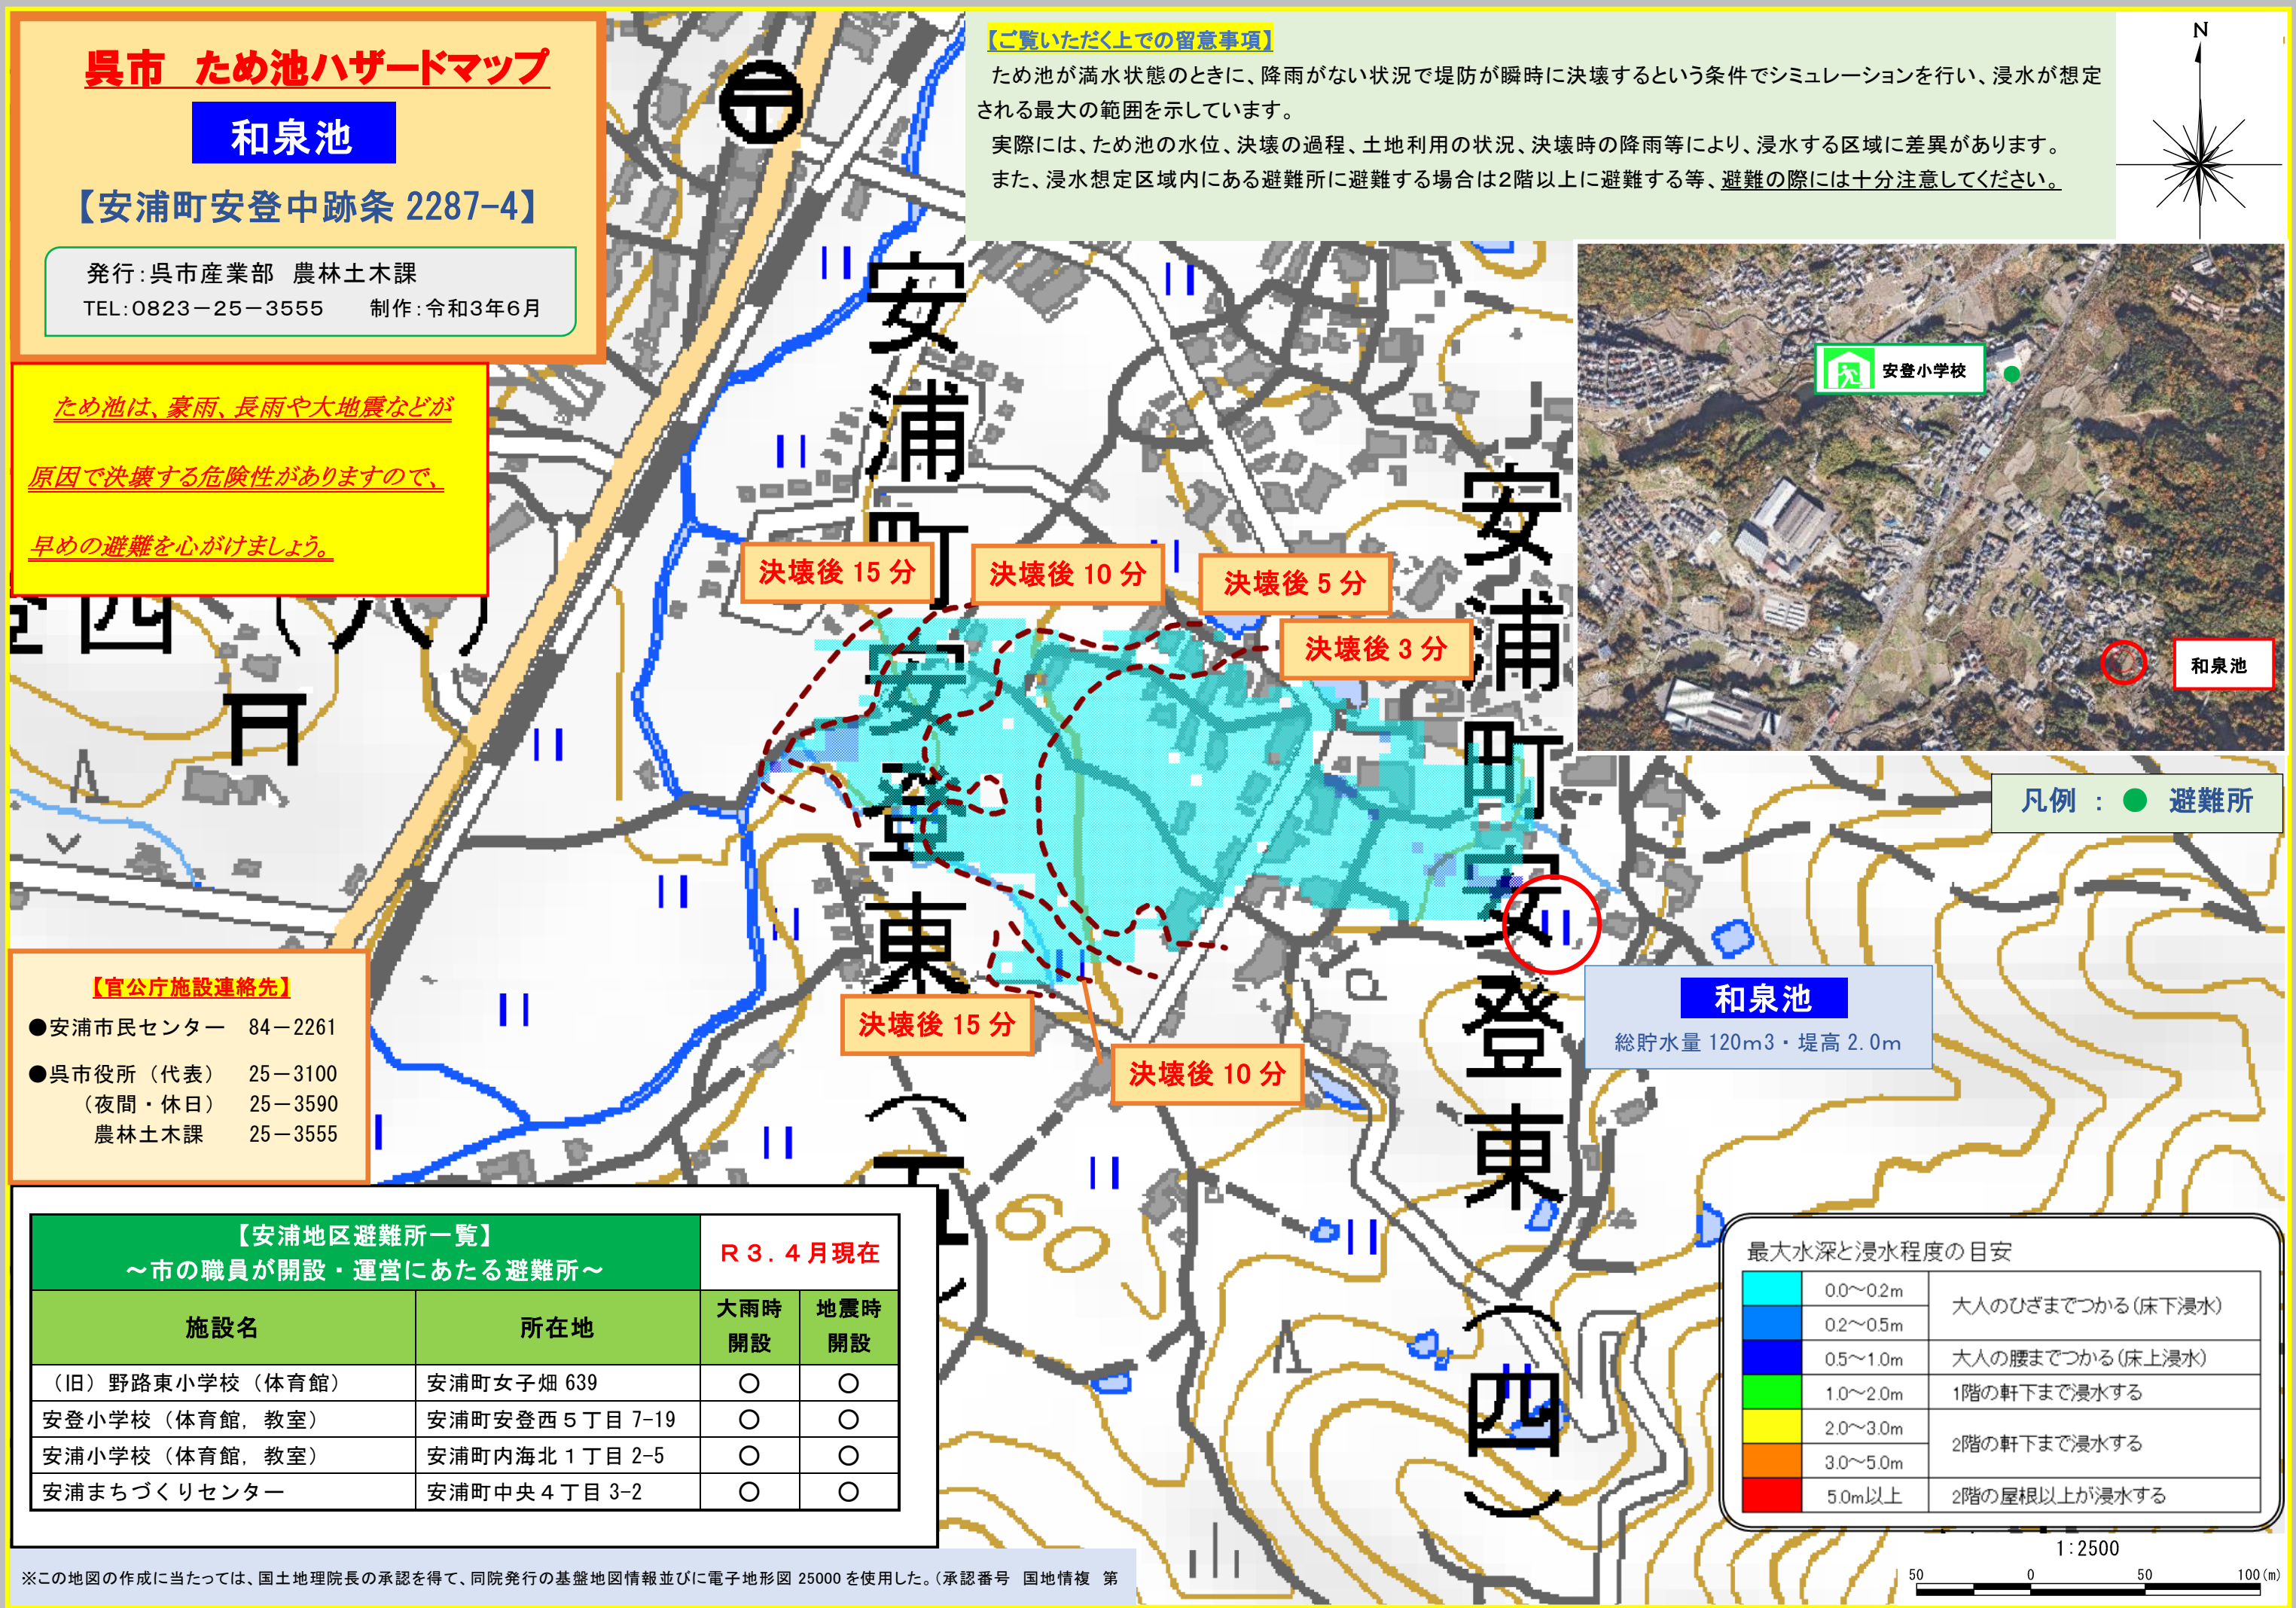 呉市　ため池ハザードマップ
和泉池
【安浦町安登中跡条 2287-4】
発行：呉市産業部　農林土木課
TEL：0823－25－3555　　制作：令和3年6月
ため池は、豪雨、長雨や大地震などが
原因で決壊する危険性がありますので、
早めの避難を心がけましょう。
【ご覧いただく上での留意事項】
ため池が満水状態のときに、降雨がない状況で堤防が瞬時に決壊するという条件でシミュレーションを行い、浸水が想定
される最大の範囲を示しています。
実際には、ため池の水位、決壊の過程、土地利用の状況、決壊時の降雨等により、浸水する区域に差異があります。
また、浸水想定区域内にある避難所に避難する場合は2階以上に避難する等、避難の際には十分注意してください。
N
安登小学校
和泉池
凡例 ： ● 避難所
安浦町安登東（五）
安浦町安登東（四）
登西（八）
決壊後 15 分
決壊後 10 分
決壊後 5 分
決壊後 3 分
決壊後 15 分
決壊後 10 分
60
和泉池
総貯水量 120m3・堤高 2.0m
【官公庁施設連絡先】
●安浦市民センター　84－2261
●呉市役所（代表）　25－3100
（夜間・休日）　25－3590
農林土木課　25－3555
【安浦地区避難所一覧】
～市の職員が開設・運営にあたる避難所～
Ｒ３.４月現在
施設名　所在地　大雨時開設　地震時開設
（旧）野路東小学校（体育館）　安浦町女子畑 639　○　○
安登小学校（体育館，教室）　安浦町安登西５丁目 7-19　○　○
安浦小学校（体育館，教室）　安浦町内海北１丁目 2-5　○　○
安浦まちづくりセンター　安浦町中央４丁目 3-2　○　○
最大水深と浸水程度の目安
0.0～0.2m　大人のひざまでつかる（床下浸水）
0.2～0.5m
0.5～1.0m　大人の腰までつかる（床上浸水）
1.0～2.0m　1階の軒下まで浸水する
2.0～3.0m　2階の軒下まで浸水する
3.0～5.0m
5.0m以上　2階の屋根以上が浸水する
1:2500
50　0　50　100(m)
※この地図の作成に当たっては、国土地理院長の承認を得て、同院発行の基盤地図情報並びに電子地形図 25000 を使用した。（承認番号　国地情複　第